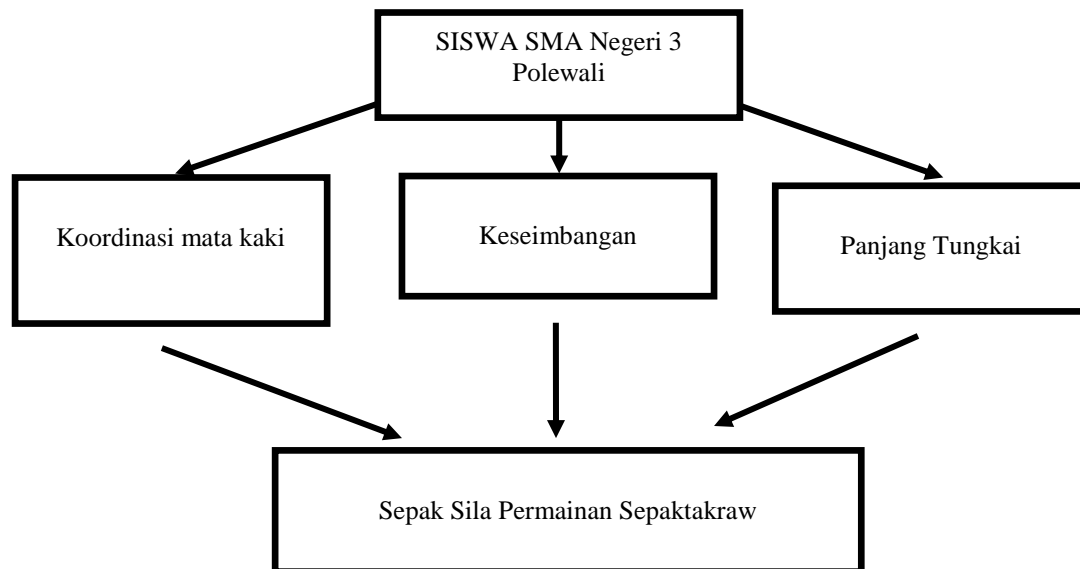 SISWA SMA Negeri 3
Polewali
Koordinasi mata kaki
Keseimbangan
Panjang Tungkai
Sepak Sila Permainan Sepaktakraw